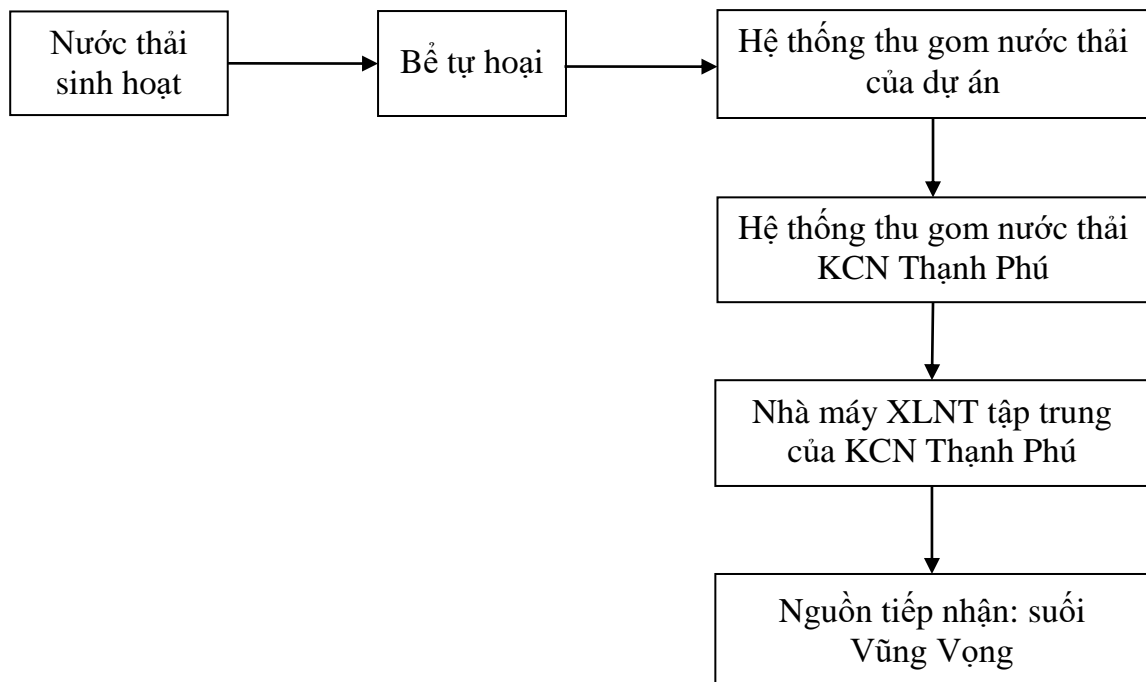 Nước thải
sinh hoạt
Bể tự hoại
Hệ thống thu gom nước thải
của dự án
Hệ thống thu gom nước thải
KCN Thạnh Phú
Nhà máy XLNT tập trung
của KCN Thạnh Phú
Nguồn tiếp nhận: suối
Vũng Vọng